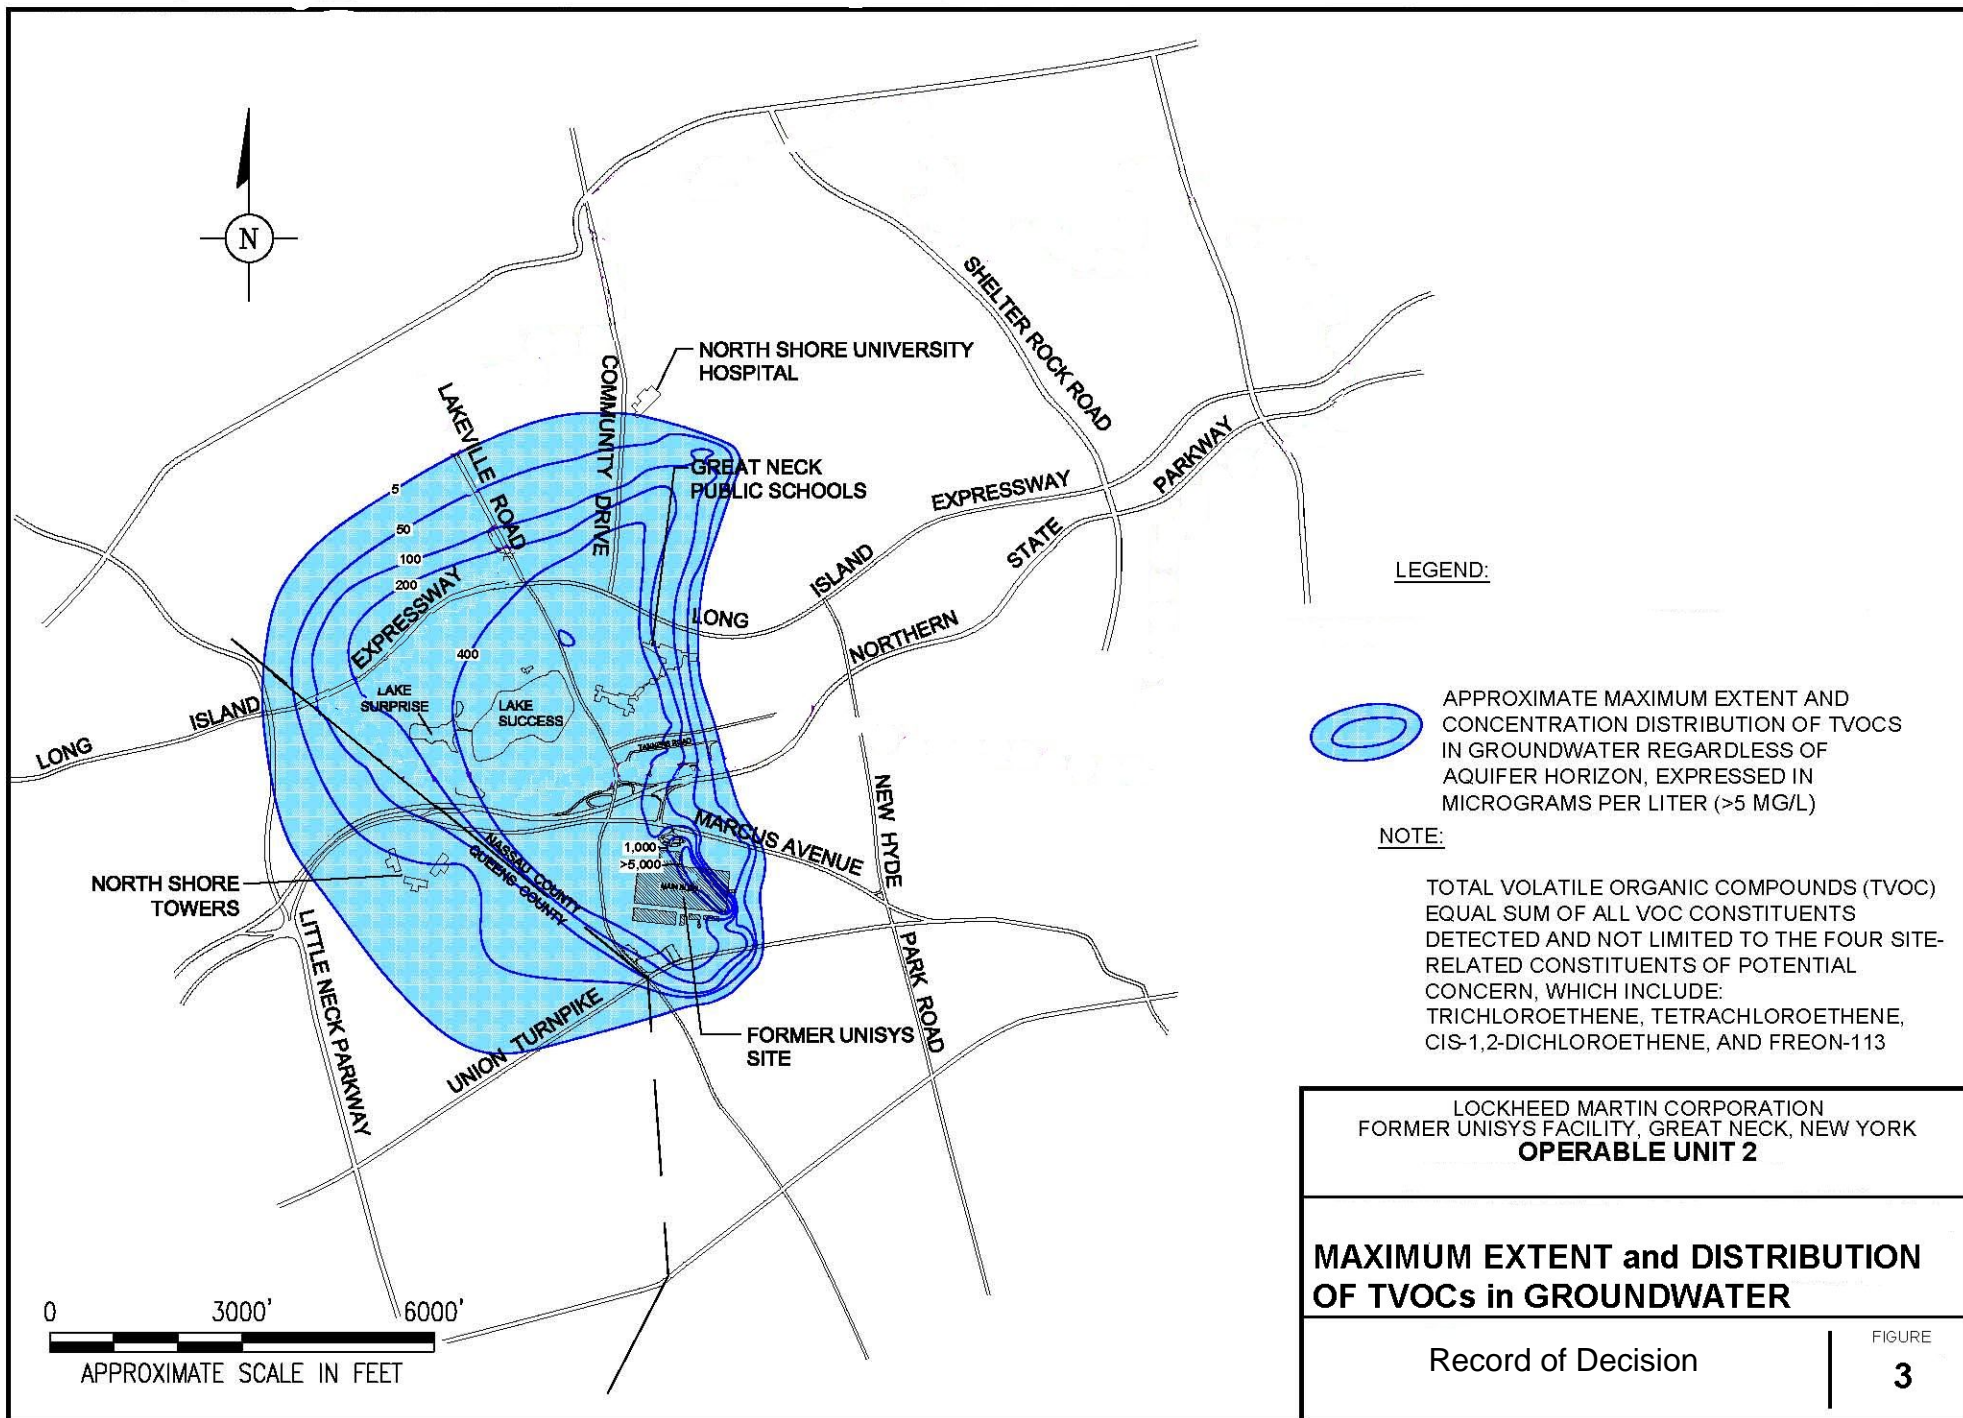 N
NORTH SHORE UNIVERSITY
HOSPITAL
SHELTER ROCK ROAD
COMMUNITY DRIVE
LAKEVILLE ROAD
GREAT NECK
PUBLIC SCHOOLS
5
50
100
200
400
EXPRESSWAY
ISLAND
LONG
EXPRESSWAY
ISLAND
LONG
NORTHERN
STATE
PARKWAY
LAKE
SURPRISE
LAKE
SUCCESS
MARCUS AVENUE
NEW HYDE
PARK ROAD
1,000
>5,000
NASSAU COUNTY
QUEENS COUNTY
NORTH SHORE
TOWERS
LITTLE NECK PARKWAY
UNION TURNPIKE
FORMER UNISYS
SITE
0 3000' 6000'
APPROXIMATE SCALE IN FEET
LEGEND:
APPROXIMATE MAXIMUM EXTENT AND
CONCENTRATION DISTRIBUTION OF TVOCS
IN GROUNDWATER REGARDLESS OF
AQUIFER HORIZON, EXPRESSED IN
MICROGRAMS PER LITER (>5 MG/L)
NOTE:
TOTAL VOLATILE ORGANIC COMPOUNDS (TVOC)
EQUAL SUM OF ALL VOC CONSTITUENTS
DETECTED AND NOT LIMITED TO THE FOUR SITE-
RELATED CONSTITUENTS OF POTENTIAL
CONCERN, WHICH INCLUDE:
TRICHLOROETHENE, TETRACHLOROETHENE,
CIS-1,2-DICHLOROETHENE, AND FREON-113
LOCKHEED MARTIN CORPORATION
FORMER UNISYS FACILITY, GREAT NECK, NEW YORK
OPERABLE UNIT 2
MAXIMUM EXTENT and DISTRIBUTION
OF TVOCs in GROUNDWATER
Record of Decision
FIGURE
3